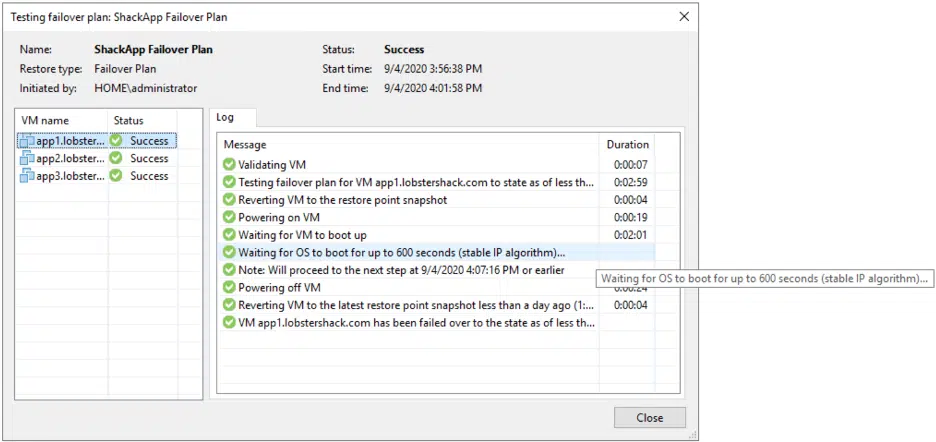 Testing failover plan: ShackApp Failover Plan
Name: ShackApp Failover Plan Status: Success
Restore type: Failover Plan Start time: 9/4/2020 3:56:38 PM
Initiated by: HOME\administrator End time: 9/4/2020 4:01:58 PM
VM name Status
app1.lobster... Success
app2.lobster... Success
app3.lobster... Success
Log
Message Duration
Validating VM 0:00:07
Testing failover plan for VM app1.lobstershack.com to state as of less th... 0:02:59
Reverting VM to the restore point snapshot 0:00:04
Powering on VM 0:00:19
Waiting for VM to boot up 0:02:01
Waiting for OS to boot for up to 600 seconds (stable IP algorithm)...
Note: Will proceed to the next step at 9/4/2020 4:07:16 PM or earlier
Waiting for OS to boot for up to 600 seconds (stable IP algorithm)...
Powering off VM 0:00:24
Reverting VM to the latest restore point snapshot less than a day ago (1:... 0:00:04
VM app1.lobstershack.com has been failed over to the state as of less th...
Close